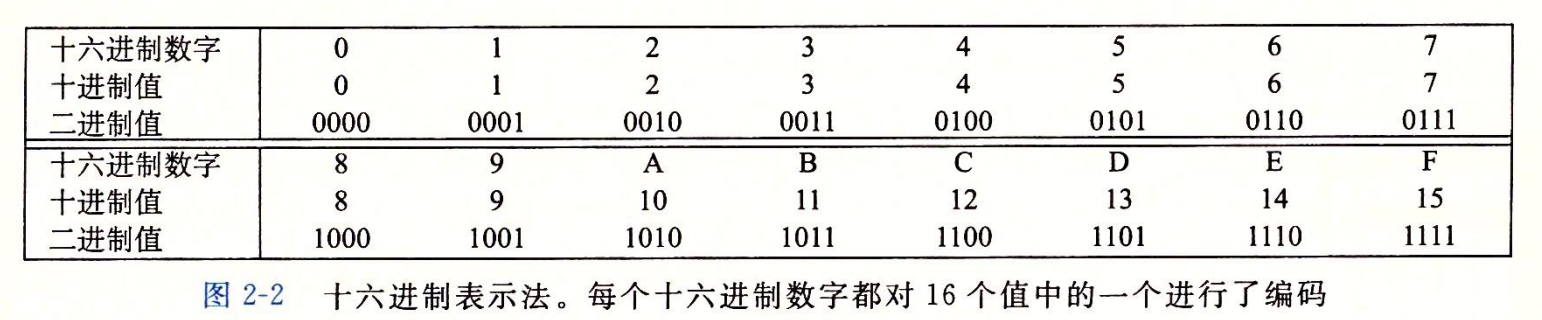 十六进制数字 0 1 2 3 4 5 6 7
十进制值 0 1 2 3 4 5 6 7
二进制值 0000 0001 0010 0011 0100 0101 0110 0111
十六进制数字 8 9 A B C D E F
十进制值 8 9 10 11 12 13 14 15
二进制值 1000 1001 1010 1011 1100 1101 1110 1111
图 2-2 十六进制表示法。每个十六进制数字都对 16 个值中的一个进行了编码